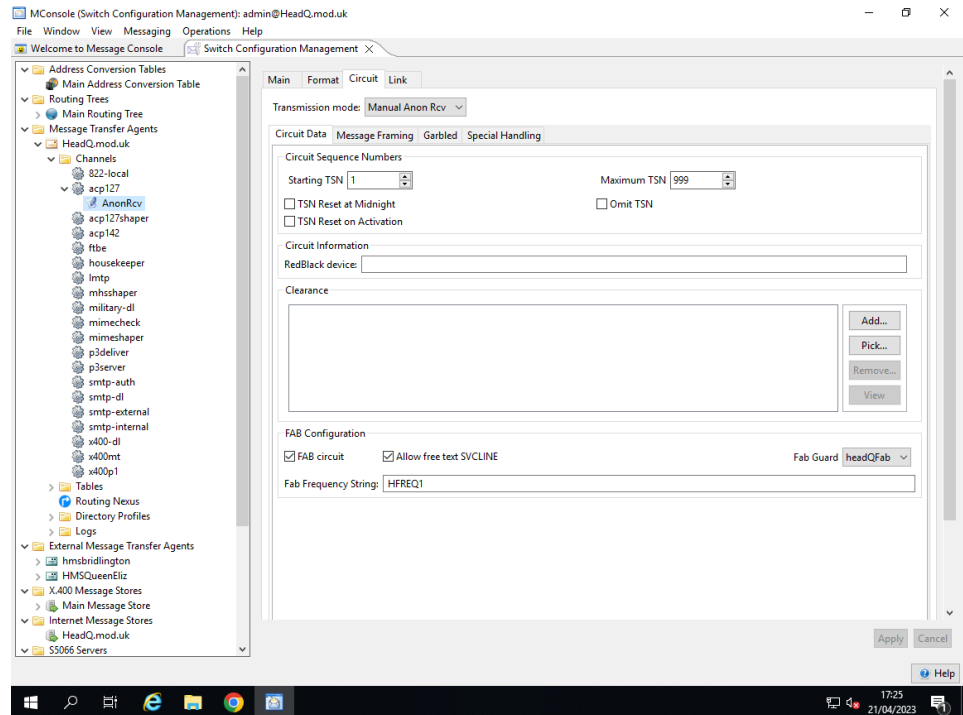 MConsole (Switch Configuration Management): admin@HeadQ.mod.uk
File Window View Messaging Operations Help
Welcome to Message Console
Switch Configuration Management
Address Conversion Tables
Main Address Conversion Table
Routing Trees
Main Routing Tree
Message Transfer Agents
HeadQ.mod.uk
Channels
822-local
acp127
AnonRcv
acp127shaper
acp142
ftbe
housekeeper
lmtp
mhsshaper
military-dl
mimecheck
mimeshaper
p3deliver
p3server
smtp-auth
smtp-dl
smtp-external
smtp-internal
x400-dl
x400mt
x400p1
Tables
Routing Nexus
Directory Profiles
Logs
External Message Transfer Agents
hmsbridlington
HMSQueenEliz
X.400 Message Stores
Main Message Store
Internet Message Stores
HeadQ.mod.uk
S5066 Servers
Main Format Circuit Link
Transmission mode: Manual Anon Rcv
Circuit Data Message Framing Garbled Special Handling
Circuit Sequence Numbers
Starting TSN 1 Maximum TSN 999
TSN Reset at Midnight Omit TSN
TSN Reset on Activation
Circuit Information
RedBlack device:
Clearance
Add...
Pick...
Remove...
View
FAB Configuration
FAB circuit Allow free text SVCLINE Fab Guard headQFab
Fab Frequency String: HFREQ1
Apply Cancel
Help
17:25
21/04/2023
1